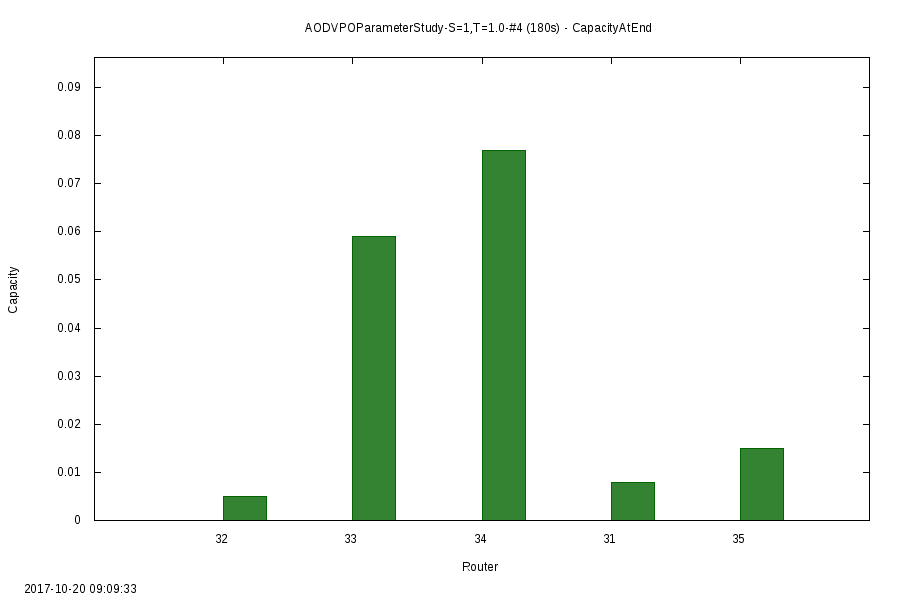 AODVPOParameterStudy-S=1,T=1.0-#4 (180s) - CapacityAtEnd
0.09
0.08
0.07
0.06
0.05
0.04
0.03
0.02
0.01
0
Capacity
32 33 34 31 35
Router
2017-10-20 09:09:33